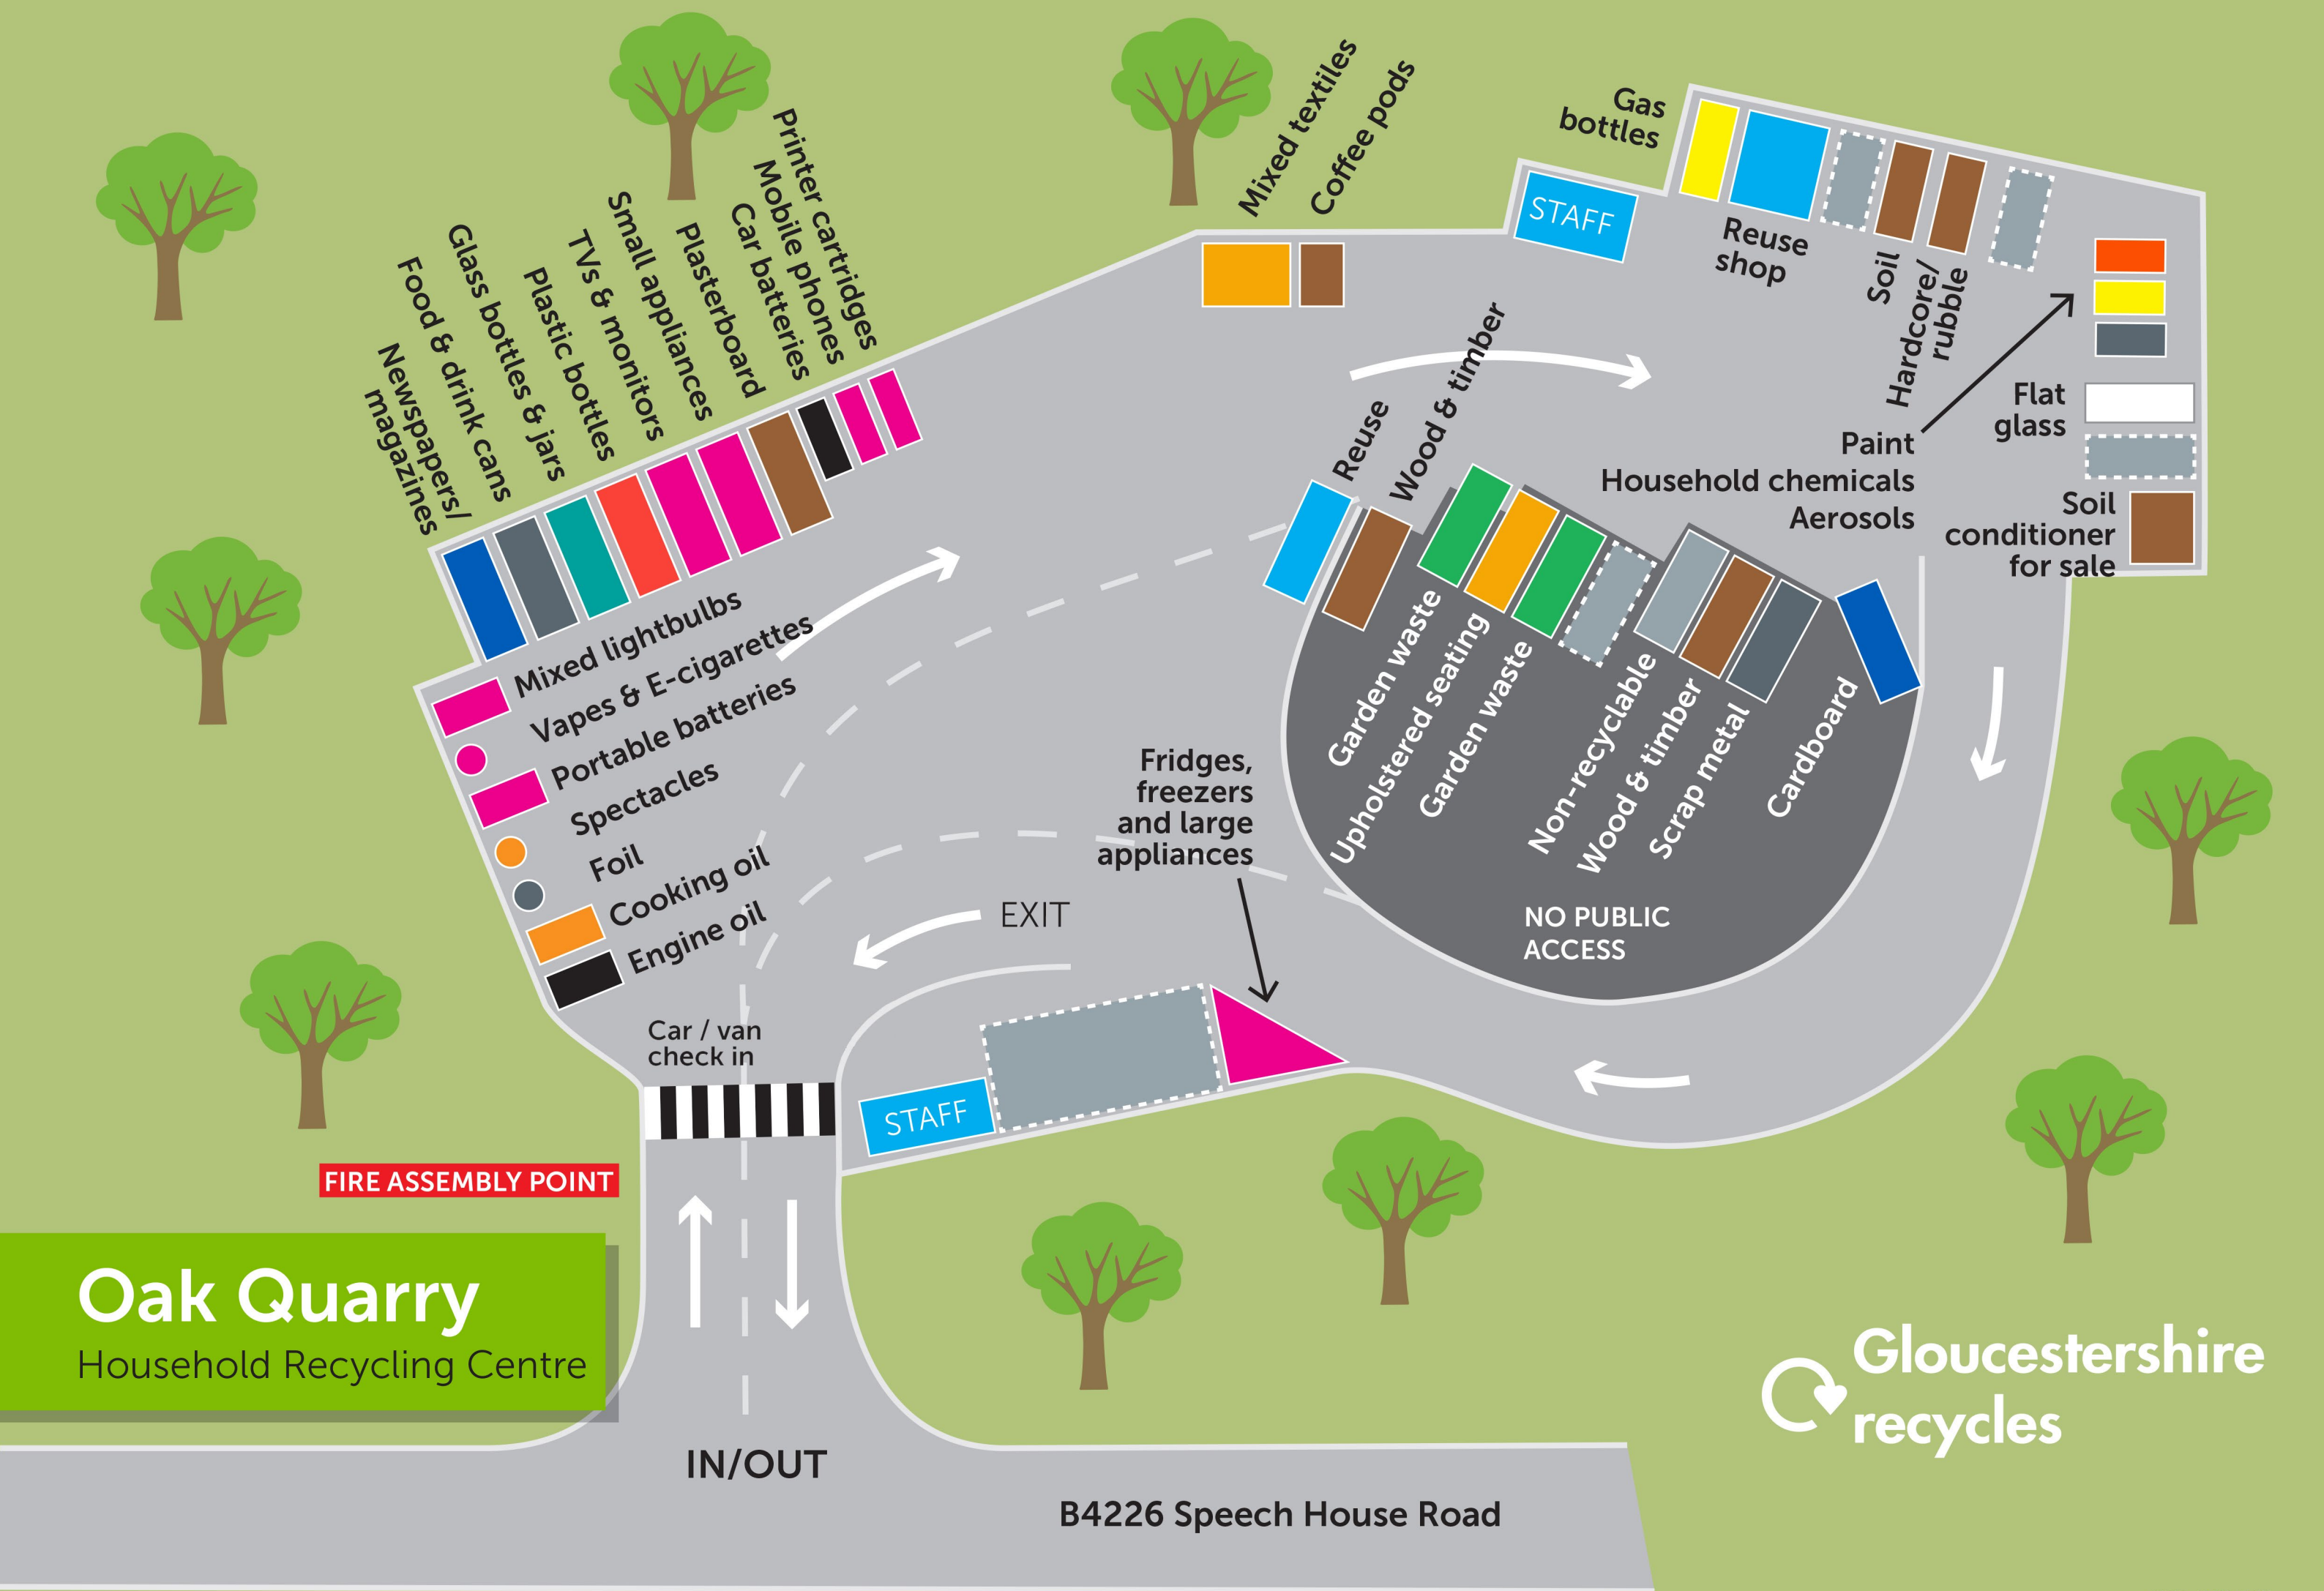 Printer cartridges
Mobile phones
Car batteries
Plasterboard
Small appliances
TVs & monitors
Plastic bottles
Glass bottles & jars
Food & drink cans
Newspapers/
magazines
Mixed textiles
Coffee pods
Gas
bottles
STAFF
Reuse
shop
Soil
Hardcore/
rubble
Paint
Household chemicals
Aerosols
Flat
glass
Soil
conditioner
for sale
Reuse
Wood & timber
Garden waste
Upholstered seating
Garden waste
Non-recyclable
Wood & timber
Scrap metal
Cardboard
NO PUBLIC
ACCESS
Mixed lightbulbs
Vapes & E-cigarettes
Portable batteries
Spectacles
Foil
Cooking oil
Engine oil
Fridges,
freezers
and large
appliances
EXIT
Car / van
check in
STAFF
FIRE ASSEMBLY POINT
Oak Quarry
Household Recycling Centre
IN/OUT
B4226 Speech House Road
Gloucestershire
recycles